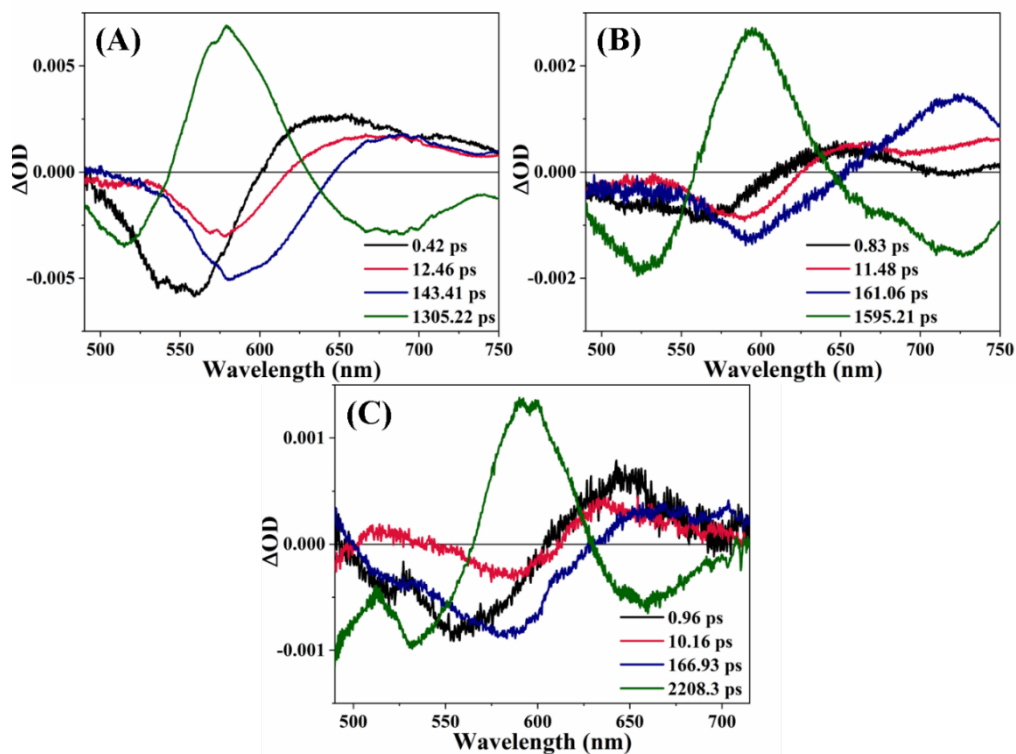 (A)
0.005
0.000
-0.005
ΔOD
0.42 ps
12.46 ps
143.41 ps
1305.22 ps
500 550 600 650 700 750
Wavelength (nm)
(B)
0.002
0.000
-0.002
ΔOD
0.83 ps
11.48 ps
161.06 ps
1595.21 ps
500 550 600 650 700 750
Wavelength (nm)
(C)
0.001
0.000
-0.001
ΔOD
0.96 ps
10.16 ps
166.93 ps
2208.3 ps
500 550 600 650 700
Wavelength (nm)